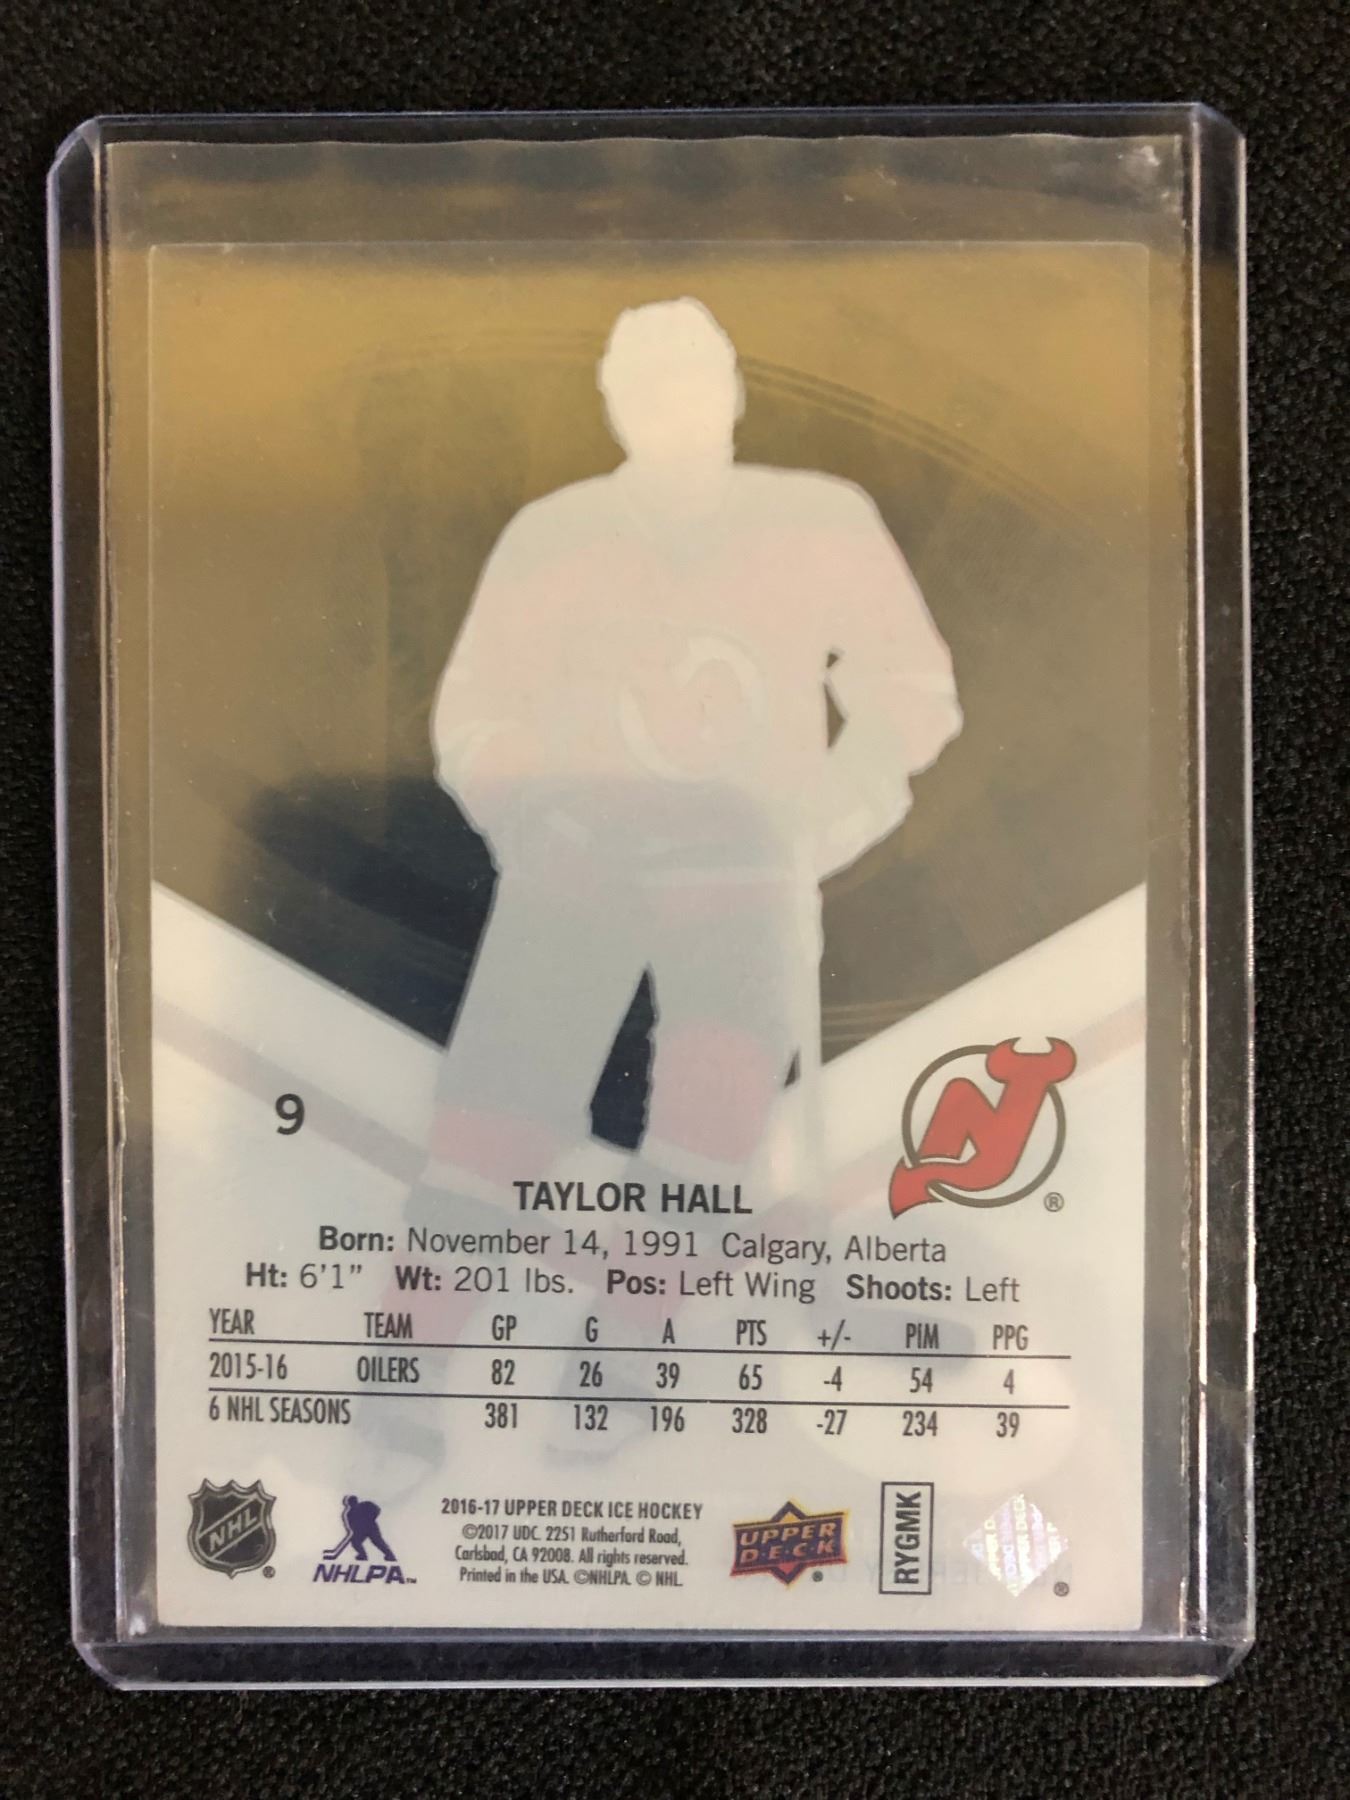 9
TAYLOR HALL
Born: November 14, 1991 Calgary, Alberta
Ht: 6'1" Wt: 201 lbs. Pos: Left Wing Shoots: Left
YEAR TEAM GP G A PTS +/- PIM PPG
2015-16 OILERS 82 26 39 65 -4 54 4
6 NHL SEASONS 381 132 196 328 -27 234 39
NHL ®
NHLPA™
2016-17 UPPER DECK ICE HOCKEY
©2017 UDC. 2251 Rutherford Road,
Carlsbad, CA 92008. All rights reserved.
Printed in the USA. ©NHLPA. © NHL.
UPPER
DECK
RYGMK
UPPER DECK